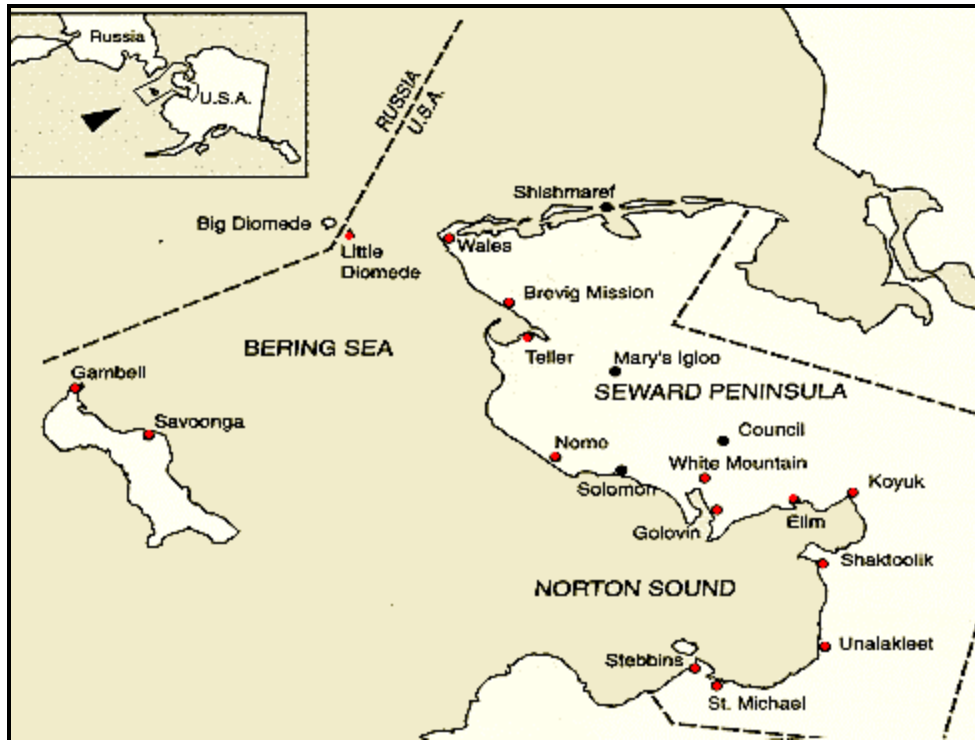 Russia
U.S.A.
RUSSIA
U.S.A.
Shishmaref
Big Diomede
Little
Diomede
Wales
Brevig Mission
BERING SEA
Teller
Mary's Igloo
Gambell
SEWARD PENINSULA
Savoonga
Council
Nome
White Mountain
Koyuk
Solomon
Golovin
Elim
Shaktoolik
NORTON SOUND
Unalakleet
Stebbins
St. Michael